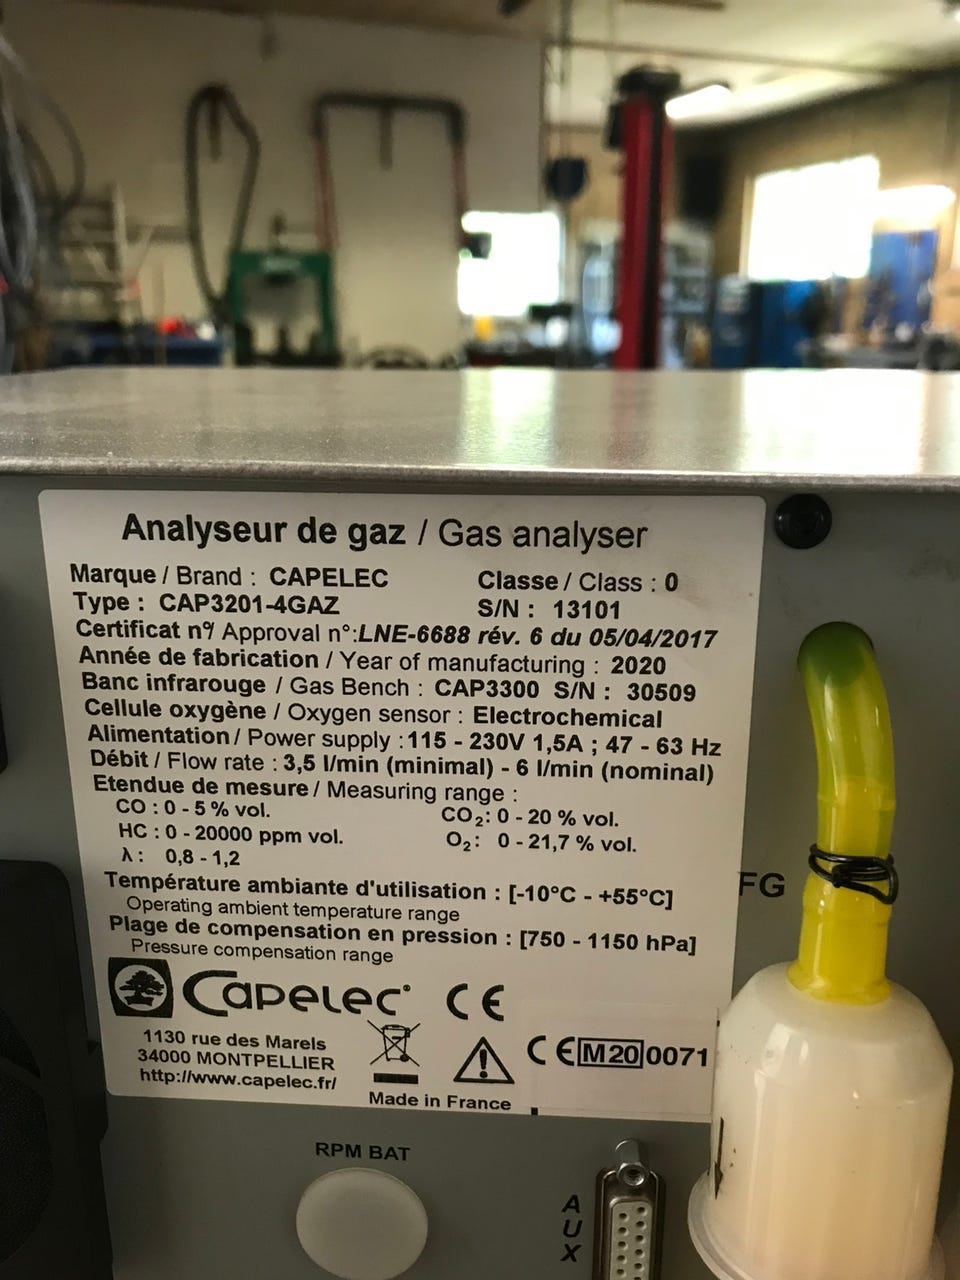 Analyseur de gaz / Gas analyser
Marque / Brand : CAPELEC Classe / Class : 0
Type : CAP3201-4GAZ S/N : 13101
Certificat n°/ Approval n°:LNE-6688 rév. 6 du 05/04/2017
Année de fabrication / Year of manufacturing : 2020
Banc infrarouge / Gas Bench : CAP3300 S/N : 30509
Cellule oxygène / Oxygen sensor : Electrochemical
Alimentation / Power supply : 115 - 230V 1,5A ; 47 - 63 Hz
Débit / Flow rate : 3,5 l/min (minimal) - 6 l/min (nominal)
Etendue de mesure / Measuring range :
CO : 0 - 5 % vol. CO₂: 0 - 20 % vol.
HC : 0 - 20000 ppm vol. O₂: 0 - 21,7 % vol.
λ : 0,8 - 1,2
Température ambiante d'utilisation : [-10°C - +55°C]
Operating ambient temperature range
Plage de compensation en pression : [750 - 1150 hPa]
Pressure compensation range
Capelec CE
1130 rue des Marels
34000 MONTPELLIER
http://www.capelec.fr/
CE M20 0071
Made in France
FG
RPM BAT
AUX